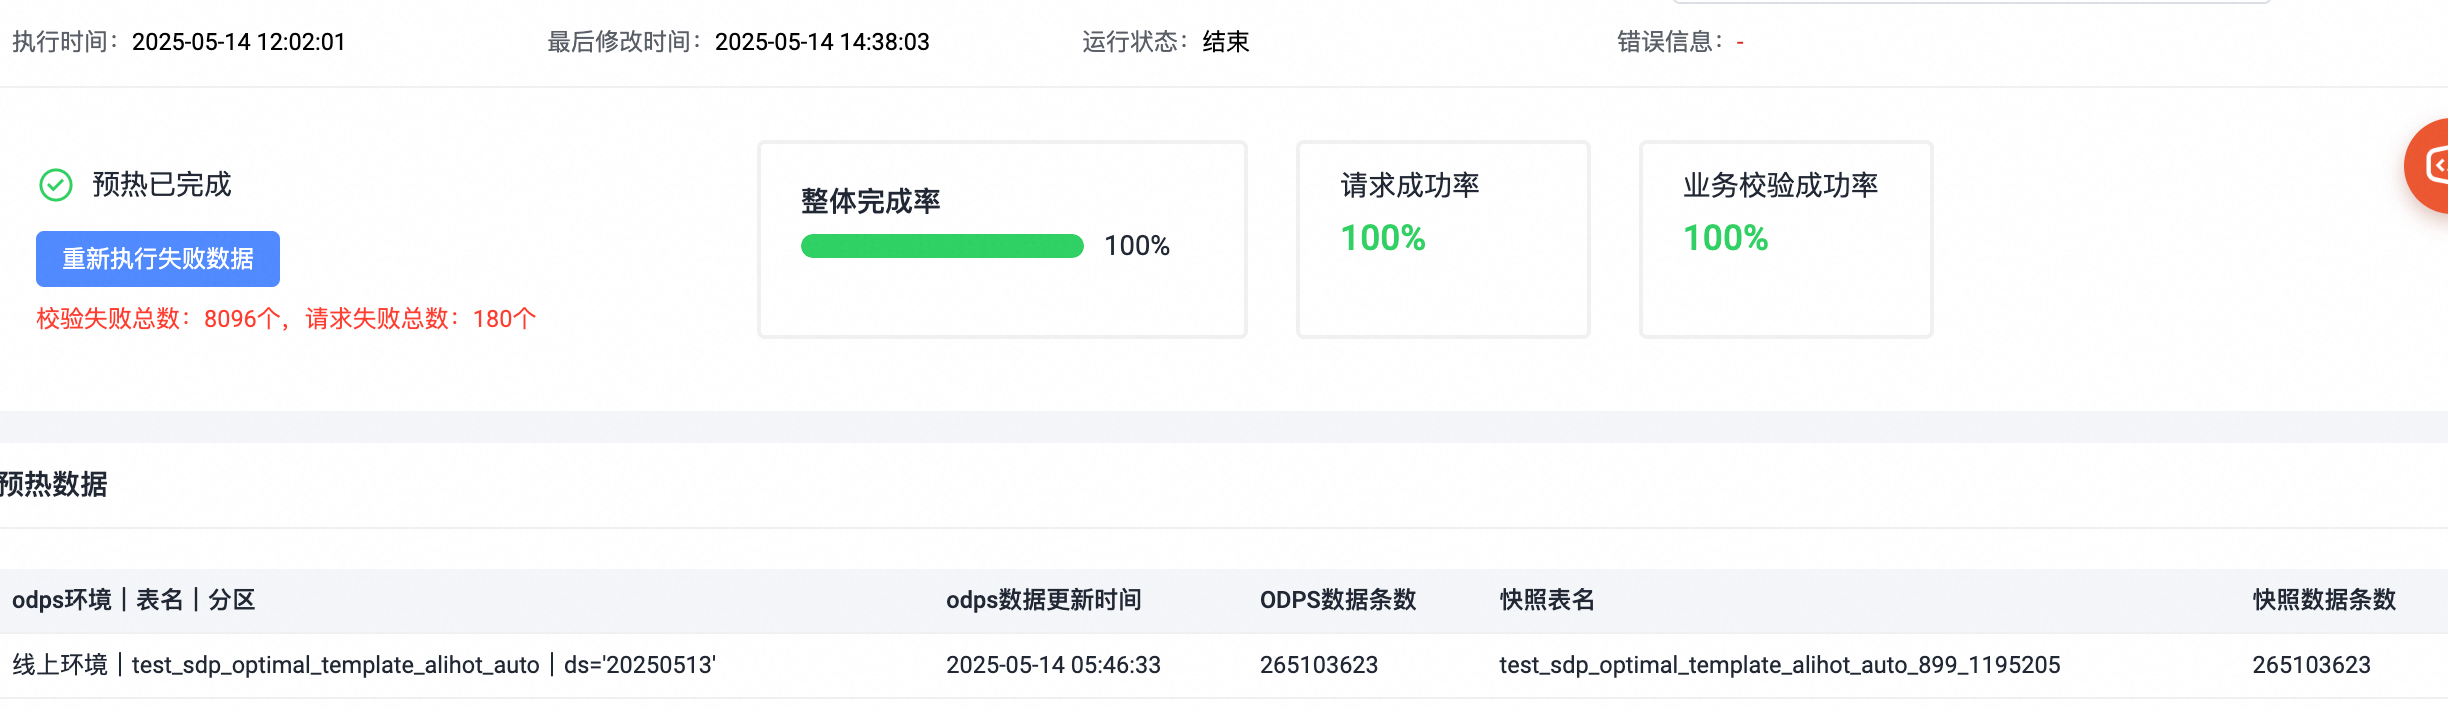 执行时间： 2025-05-14 12:02:01 最后修改时间： 2025-05-14 14:38:03 运行状态： 结束 错误信息： -
预热已完成
重新执行失败数据
校验失败总数：8096个，请求失败总数：180个
整体完成率
100%
请求成功率
100%
业务校验成功率
100%
预热数据
odps环境｜表名｜分区 odps数据更新时间 ODPS数据条数 快照表名 快照数据条数
线上环境｜test_sdp_optimal_template_alihot_auto｜ds='20250513' 2025-05-14 05:46:33 265103623 test_sdp_optimal_template_alihot_auto_899_1195205 265103623